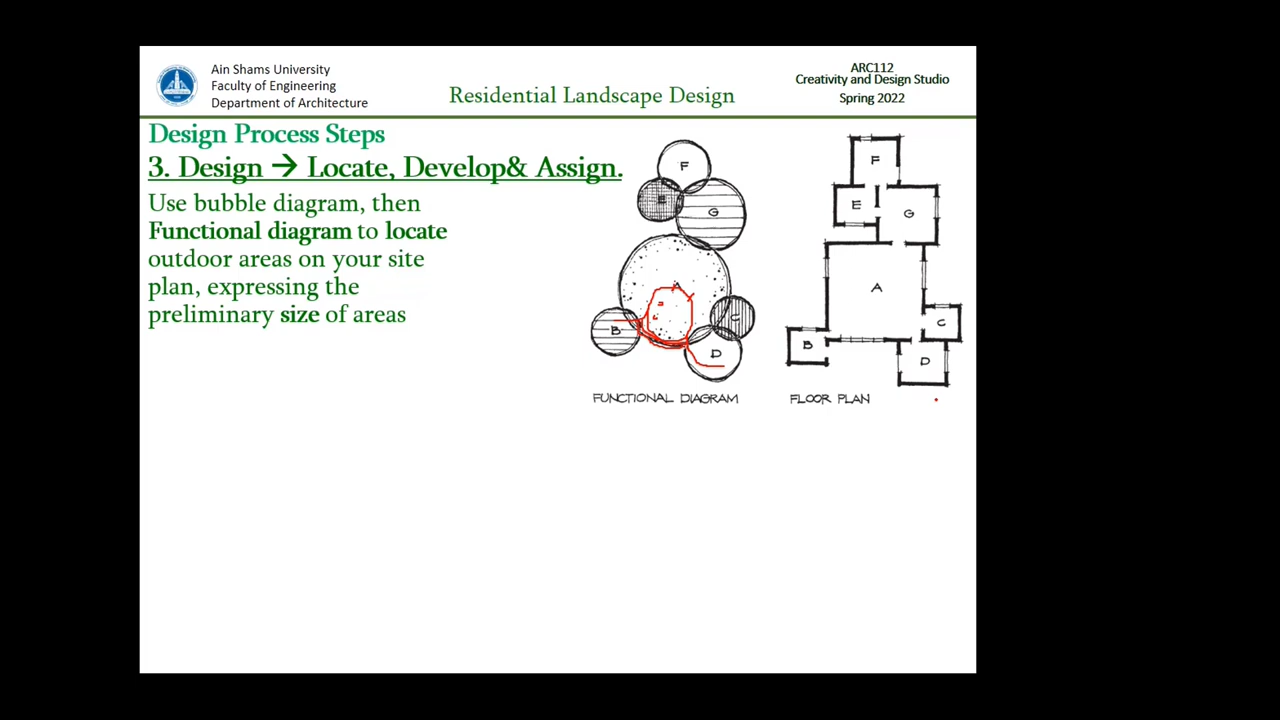 Ain Shams University
Faculty of Engineering
Department of Architecture
Residential Landscape Design
ARC112
Creativity and Design Studio
Spring 2022
Design Process Steps
3. Design → Locate, Develop& Assign.
Use bubble diagram, then
Functional diagram to locate
outdoor areas on your site
plan, expressing the
preliminary size of areas
F
E
G
A
B
C
D
FUNCTIONAL DIAGRAM
F
E
G
A
C
B
D
FLOOR PLAN